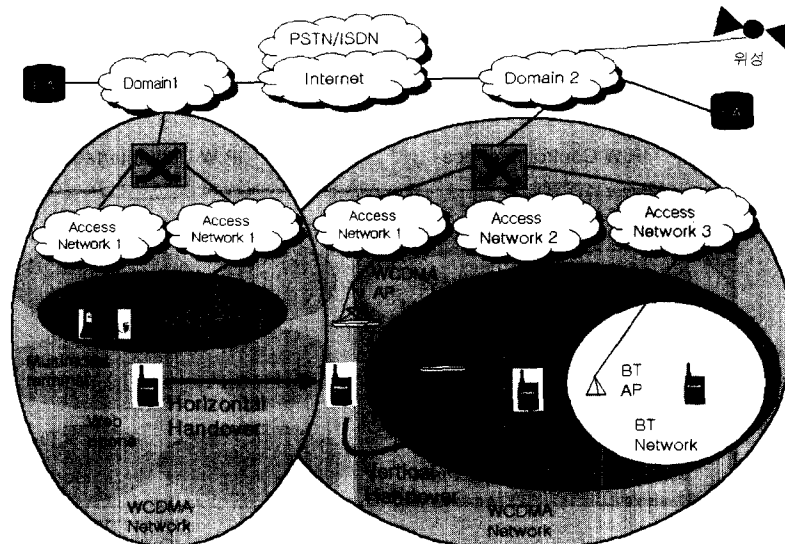 PSTN/ISDN
Internet
Domain1
Domain 2
위성
Access
Network 1
Access
Network 1
Access
Network 1
Access
Network 2
Access
Network 3
WCDMA
AP
terminal
Horizontal
Handover
Vertical
Handover
BT
AP
BT
Network
WCDMA
Network
WCDMA
Network